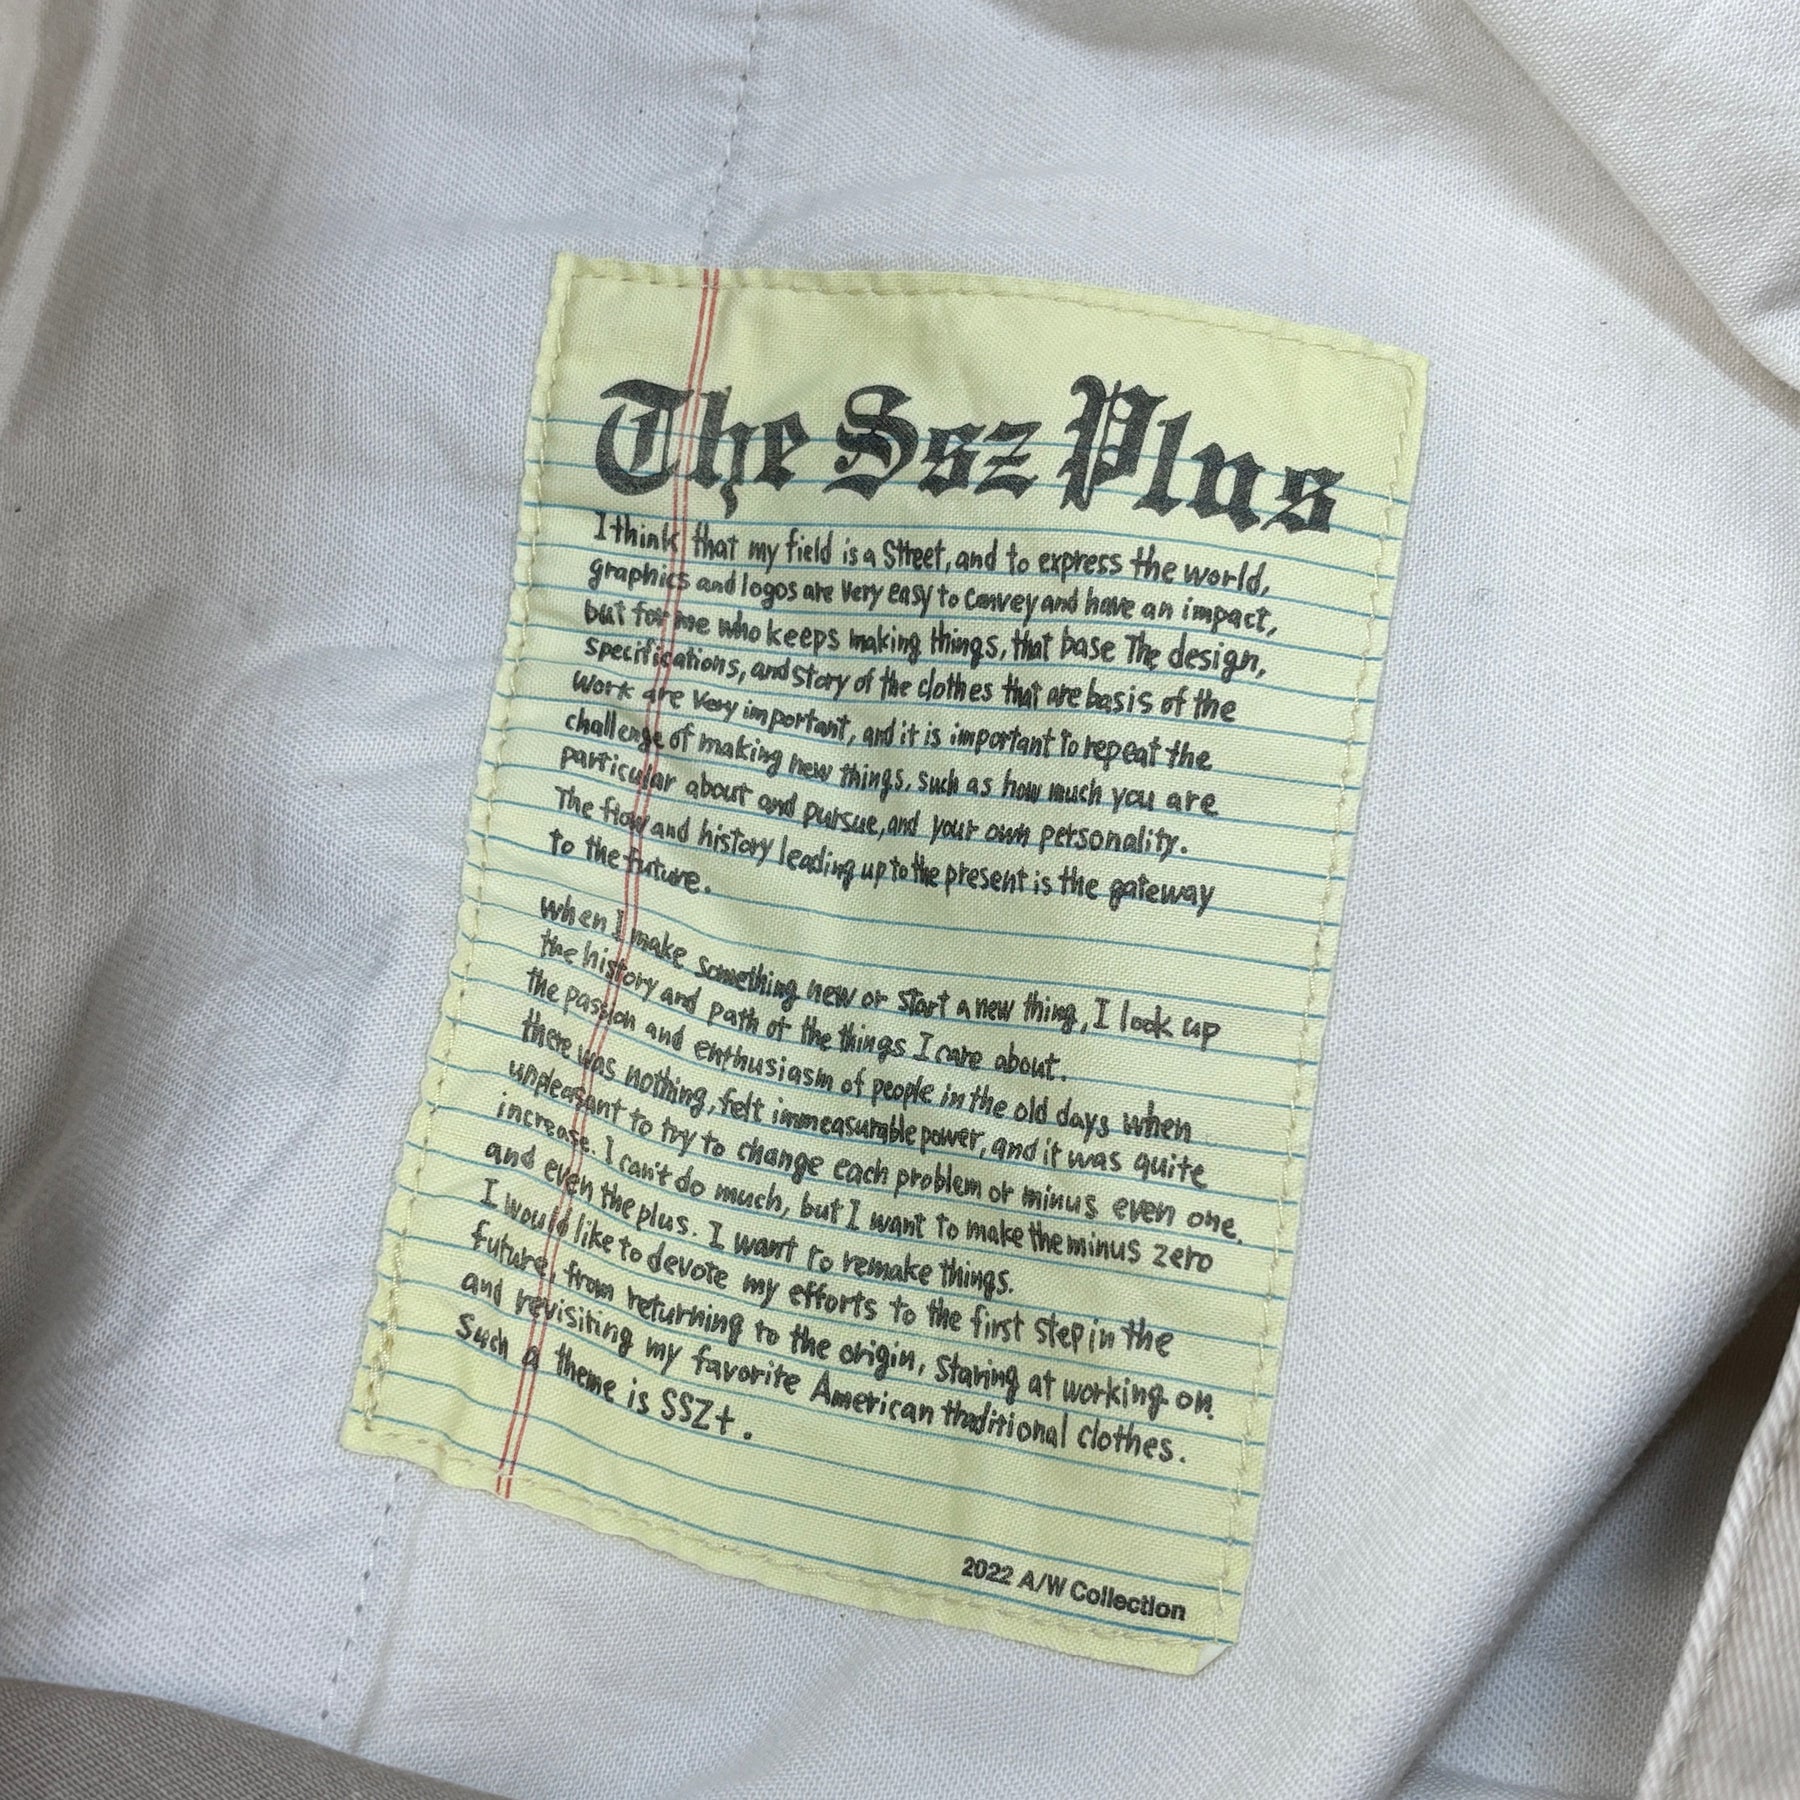 The Ssz Plus
I think that my field is a Street, and to express the world,
graphics and logos are very easy to convey and have an impact,
but for me who keeps making things, that base The design,
specifications, and story of the clothes that are basis of the
work are very important, and it is important to repeat the
challenge of making new things, such as how much you are
particular about and pursue, and your own personality.
The flow and history leading up to the present is the gateway
to the future.
when I make something new or start a new thing, I look up
the history and path of the things I care about.
the passion and enthusiasm of people in the old days when
there was nothing, felt immeasurable power, and it was quite
unpleasant to try to change each problem or minus even one.
increase. I can't do much, but I want to make the minus zero
and even the plus. I want to remake things.
I would like to devote my efforts to the first step in the
future, from returning to the origin, staring at working on.
and revisiting my favorite American traditional clothes.
Such a theme is SSZ+.
2022 A/W Collection